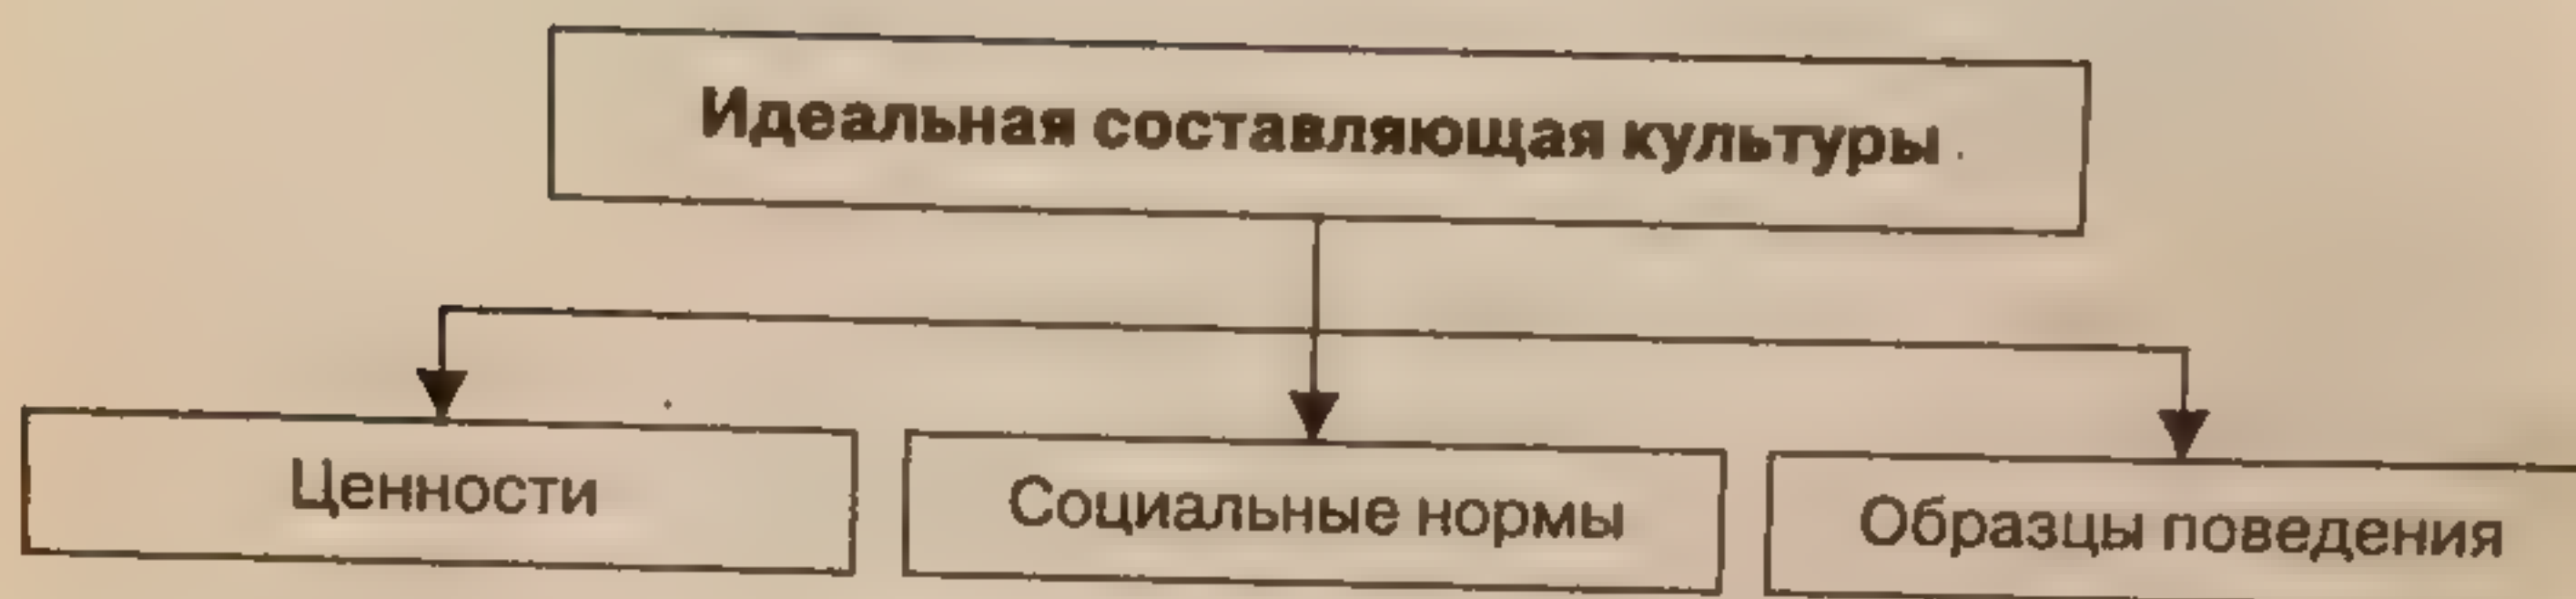 Идеальная составляющая культуры
Ценности
Социальные нормы
Образцы поведения